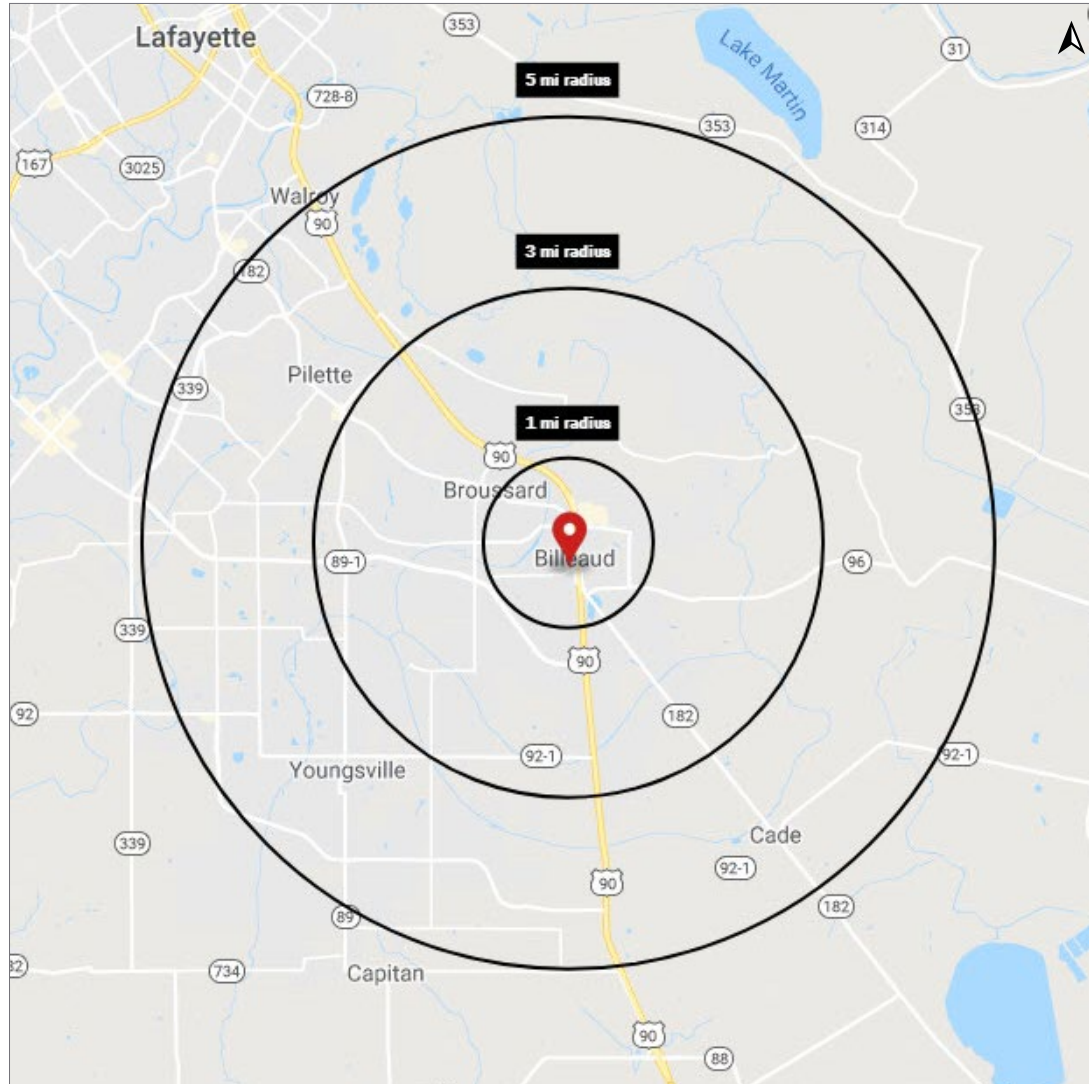 353
Lafayette
31
Lake Martin
5 mi radius
728-8
353
314
167
3025
Walroy
90
3 mi radius
182
Pilette
339
353
1 mi radius
90
Broussard
Billeaud
89-1
96
339
90
92
182
92-1
92-1
Youngsville
Cade
339
92-1
90
182
89
734
Capitan
90
88